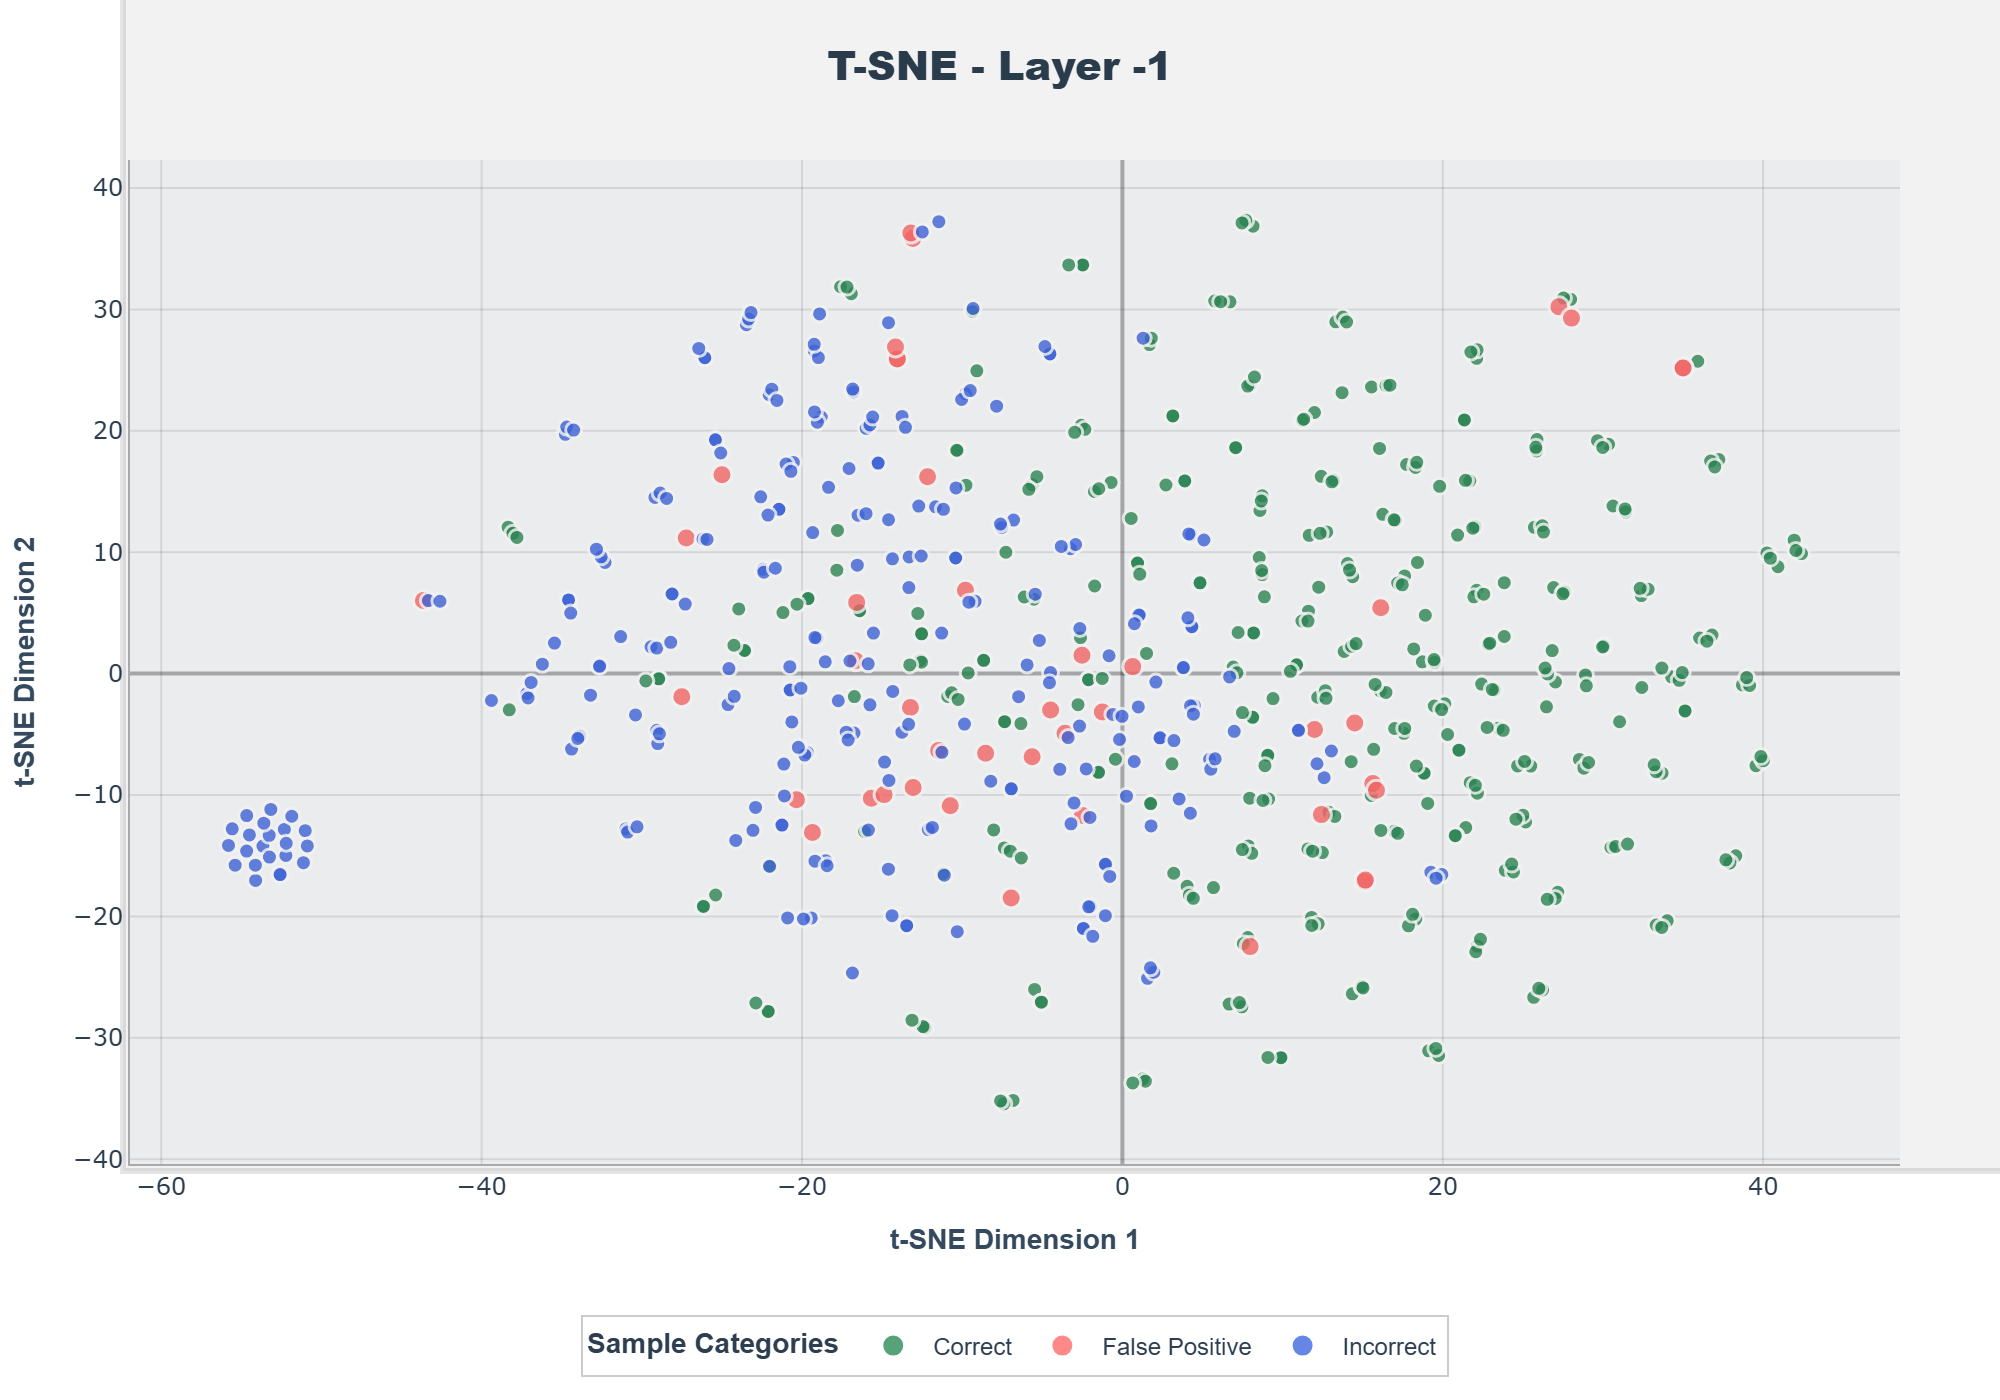 T-SNE - Layer -1
40
30
20
10
0
−10
−20
−30
−40
t-SNE Dimension 2
−60 −40 −20 0 20 40
t-SNE Dimension 1
Sample Categories Correct False Positive Incorrect